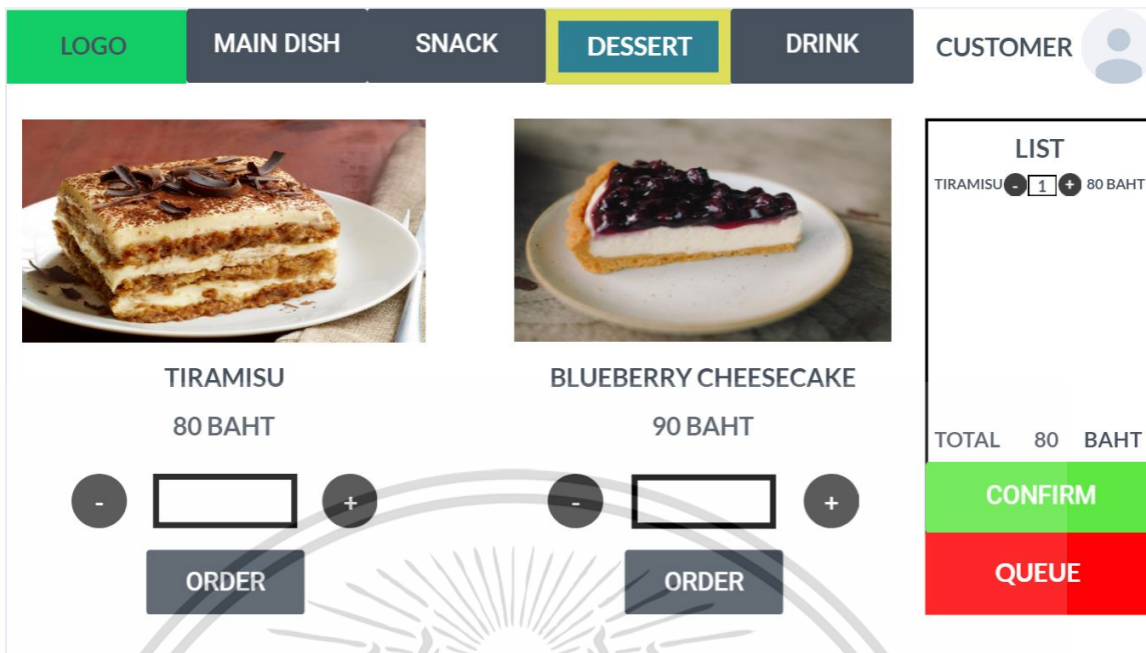 LOGO
MAIN DISH
SNACK
DESSERT
DRINK
CUSTOMER
TIRAMISU
80 BAHT
-
+
ORDER
BLUEBERRY CHEESECAKE
90 BAHT
-
+
ORDER
LIST
TIRAMISU - 1 + 80 BAHT
TOTAL 80 BAHT
CONFIRM
QUEUE